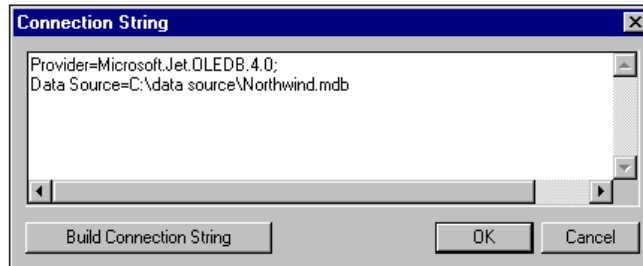 Connection String
Provider=Microsoft.Jet.OLEDB.4.0;
Data Source=C:\data source\Northwind.mdb
Build Connection String
OK
Cancel